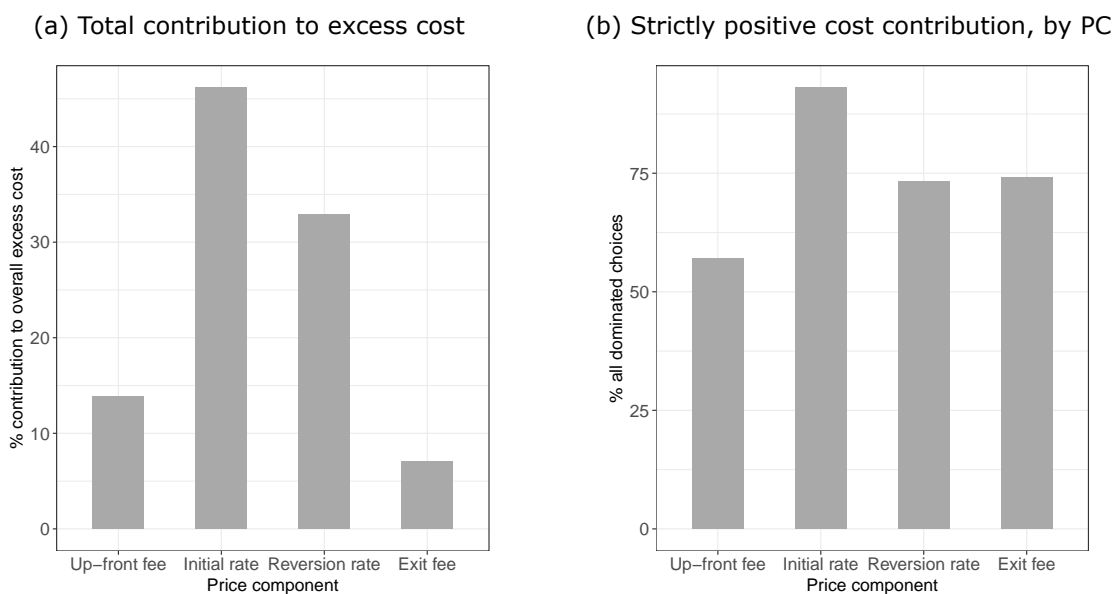 (a) Total contribution to excess cost
% contribution to overall excess cost
40
30
20
10
0
Up−front fee Initial rate Reversion rate Exit fee
Price component
(b) Strictly positive cost contribution, by PC
% all dominated choices
75
50
25
0
Up−front fee Initial rate Reversion rate Exit fee
Price component